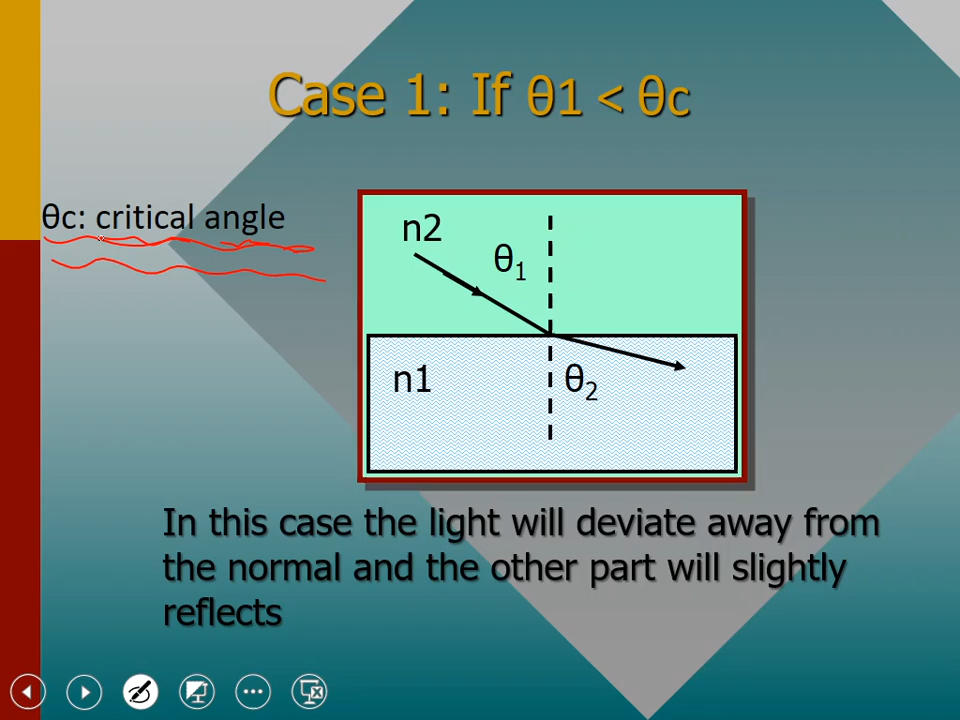 Case 1: If θ1 < θc
θc: critical angle
n2
θ₁
n1
θ₂
In this case the light will deviate away from
the normal and the other part will slightly
reflects